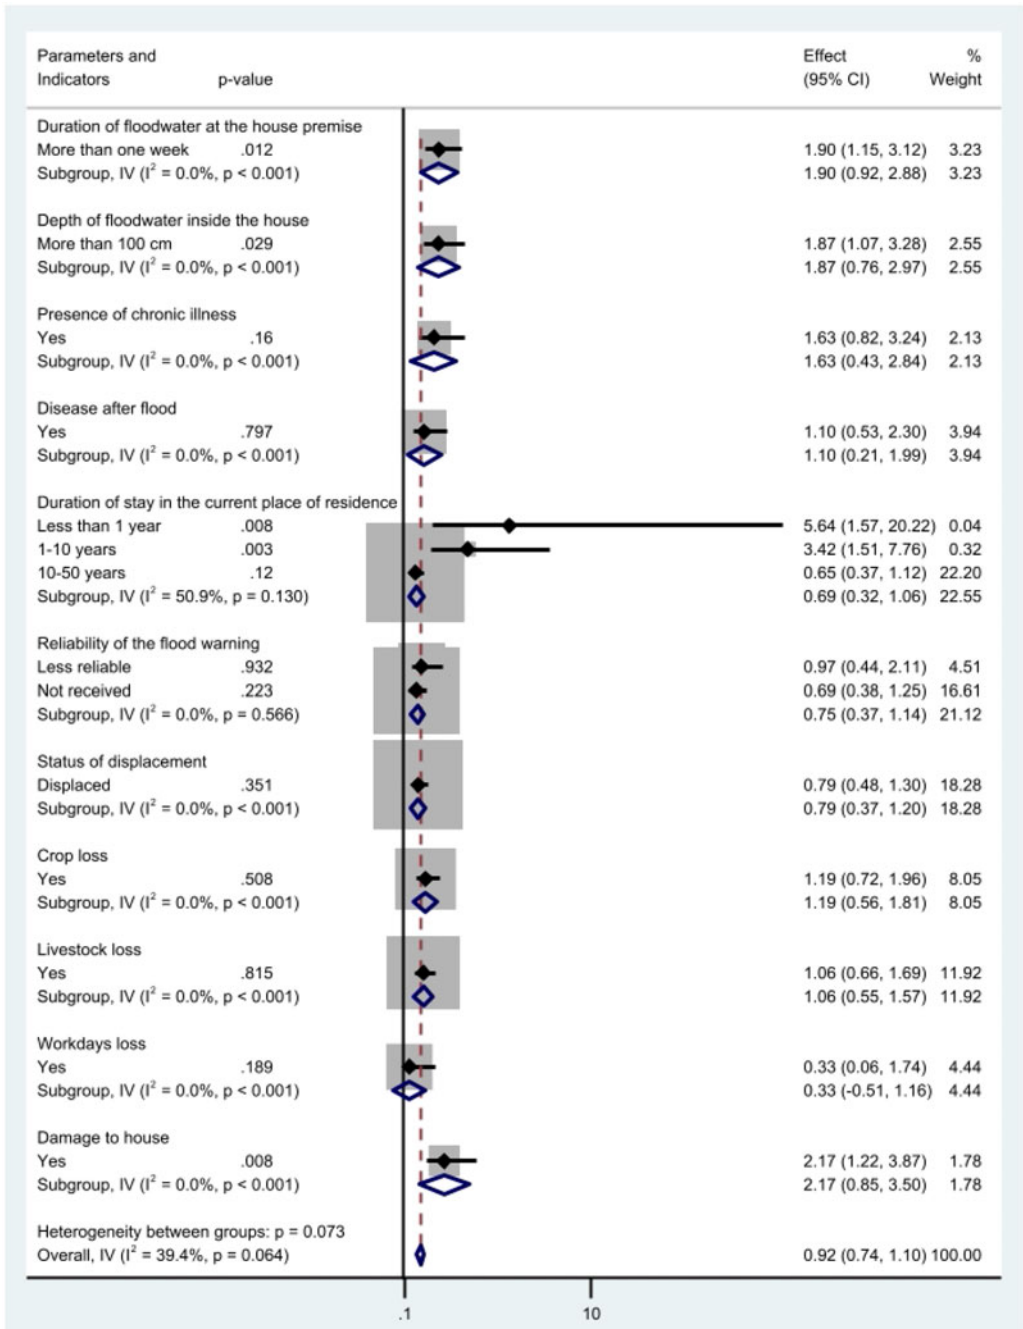 Parameters and Effect %
Indicators p-value (95% CI) Weight
Duration of floodwater at the house premise
More than one week .012 1.90 (1.15, 3.12) 3.23
Subgroup, IV (I² = 0.0%, p < 0.001) 1.90 (0.92, 2.88) 3.23
Depth of floodwater inside the house
More than 100 cm .029 1.87 (1.07, 3.28) 2.55
Subgroup, IV (I² = 0.0%, p < 0.001) 1.87 (0.76, 2.97) 2.55
Presence of chronic illness
Yes .16 1.63 (0.82, 3.24) 2.13
Subgroup, IV (I² = 0.0%, p < 0.001) 1.63 (0.43, 2.84) 2.13
Disease after flood
Yes .797 1.10 (0.53, 2.30) 3.94
Subgroup, IV (I² = 0.0%, p < 0.001) 1.10 (0.21, 1.99) 3.94
Duration of stay in the current place of residence
Less than 1 year .008 5.64 (1.57, 20.22) 0.04
1-10 years .003 3.42 (1.51, 7.76) 0.32
10-50 years .12 0.65 (0.37, 1.12) 22.20
Subgroup, IV (I² = 50.9%, p = 0.130) 0.69 (0.32, 1.06) 22.55
Reliability of the flood warning
Less reliable .932 0.97 (0.44, 2.11) 4.51
Not received .223 0.69 (0.38, 1.25) 16.61
Subgroup, IV (I² = 0.0%, p = 0.566) 0.75 (0.37, 1.14) 21.12
Status of displacement
Displaced .351 0.79 (0.48, 1.30) 18.28
Subgroup, IV (I² = 0.0%, p < 0.001) 0.79 (0.37, 1.20) 18.28
Crop loss
Yes .508 1.19 (0.72, 1.96) 8.05
Subgroup, IV (I² = 0.0%, p < 0.001) 1.19 (0.56, 1.81) 8.05
Livestock loss
Yes .815 1.06 (0.66, 1.69) 11.92
Subgroup, IV (I² = 0.0%, p < 0.001) 1.06 (0.55, 1.57) 11.92
Workdays loss
Yes .189 0.33 (0.06, 1.74) 4.44
Subgroup, IV (I² = 0.0%, p < 0.001) 0.33 (-0.51, 1.16) 4.44
Damage to house
Yes .008 2.17 (1.22, 3.87) 1.78
Subgroup, IV (I² = 0.0%, p < 0.001) 2.17 (0.85, 3.50) 1.78
Heterogeneity between groups: p = 0.073
Overall, IV (I² = 39.4%, p = 0.064) 0.92 (0.74, 1.10) 100.00
.1 10